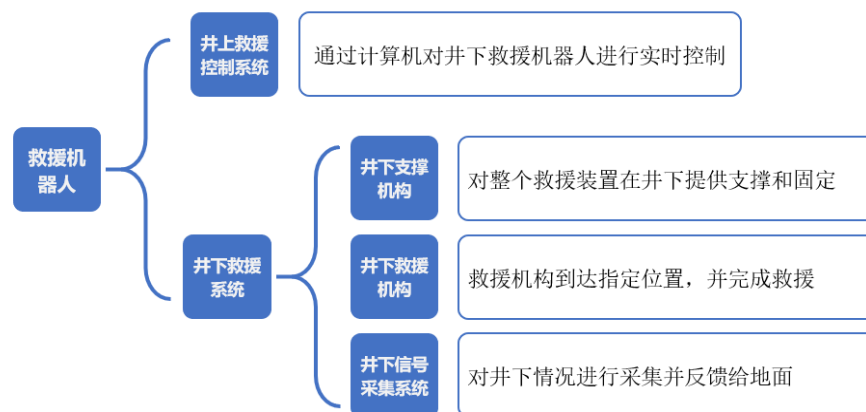 井上救援
控制系统
通过计算机对井下救援机器人进行实时控制
救援机
器人
井下支撑
机构
对整个救援装置在井下提供支撑和固定
井下救援
系统
井下救援
机构
救援机构到达指定位置，并完成救援
井下信号
采集系统
对井下情况进行采集并反馈给地面